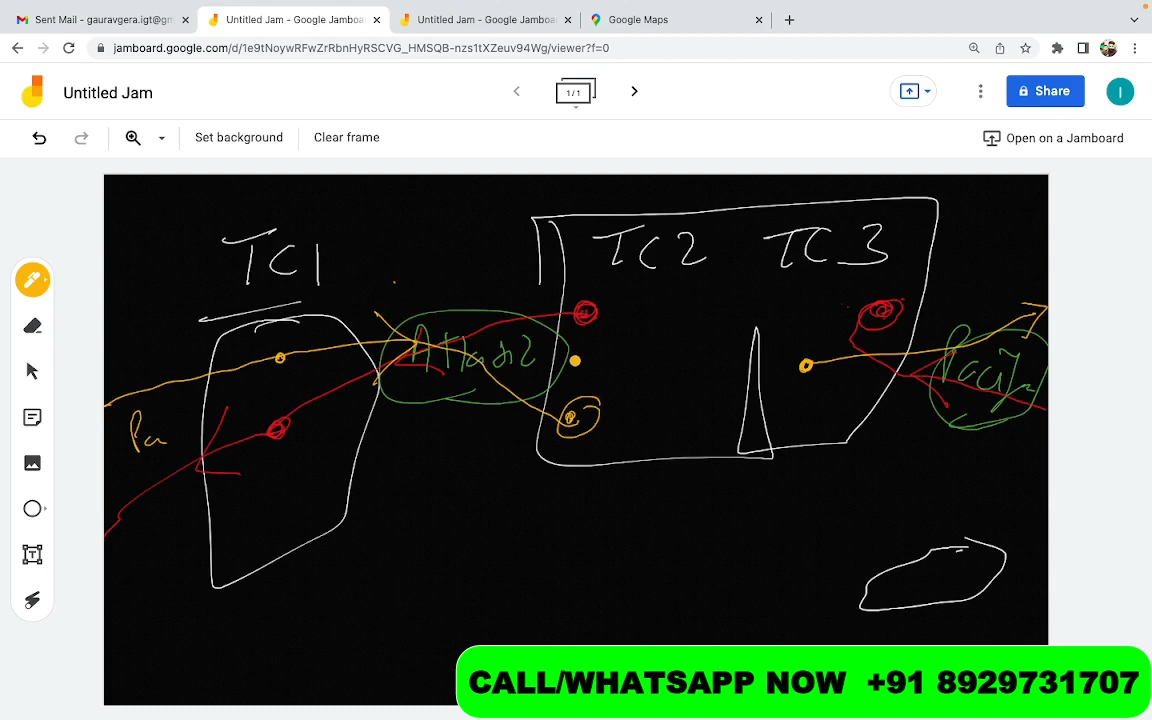 Sent Mail - gauravgera.igt@gm
Untitled Jam - Google Jamboa
Untitled Jam - Google Jamboa
Google Maps
jamboard.google.com/d/1e9tNoywRFwZrRbnHyRSCVG_HMSQB-nzs1tXZeuv94Wg/viewer?f=0
Untitled Jam
1/1
Share
I
Set background
Clear frame
Open on a Jamboard
TC1
TC2
TC3
Pa
CALL/WHATSAPP NOW +91 8929731707